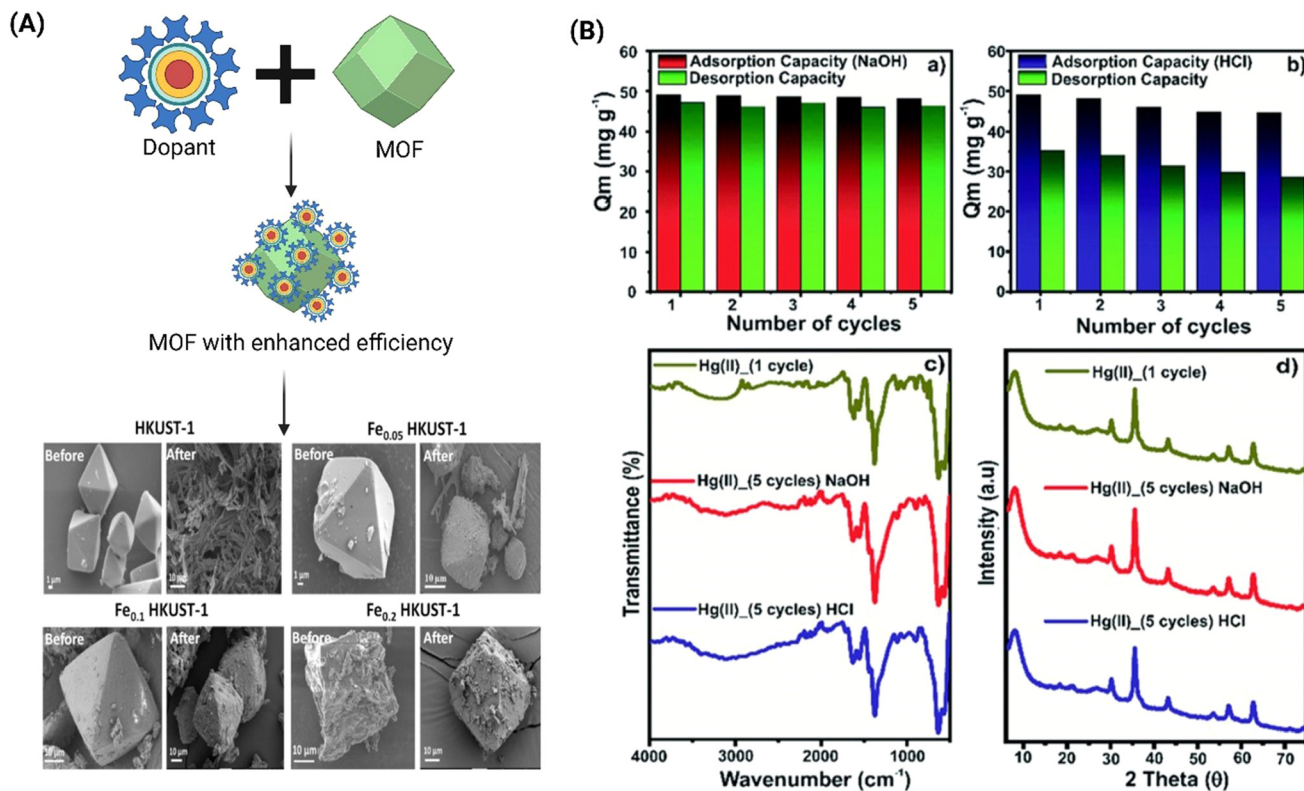 (A)
Dopant
MOF
MOF with enhanced efficiency
HKUST-1
Before
After
1 µm
10 µm
Fe0.05 HKUST-1
Before
After
1 µm
10 µm
Fe0.1 HKUST-1
Before
After
10 µm
10 µm
Fe0.2 HKUST-1
Before
After
10 µm
10 µm
(B)
a)
Adsorption Capacity (NaOH)
Desorption Capacity
Qm (mg g-1)
60
50
40
30
20
10
0
1 2 3 4 5
Number of cycles
b)
Adsorption Capacity (HCl)
Desorption Capacity
Qm (mg g-1)
60
50
40
30
20
10
0
1 2 3 4 5
Number of cycles
c)
Hg(II)_(1 cycle)
Hg(II)_(5 cycles) NaOH
Hg(II)_(5 cycles) HCl
Transmittance (%)
4000 3000 2000 1000
Wavenumber (cm-1)
d)
Hg(II)_(1 cycle)
Hg(II)_(5 cycles) NaOH
Hg(II)_(5 cycles) HCl
Intensity (a.u)
10 20 30 40 50 60 70
2 Theta (θ)